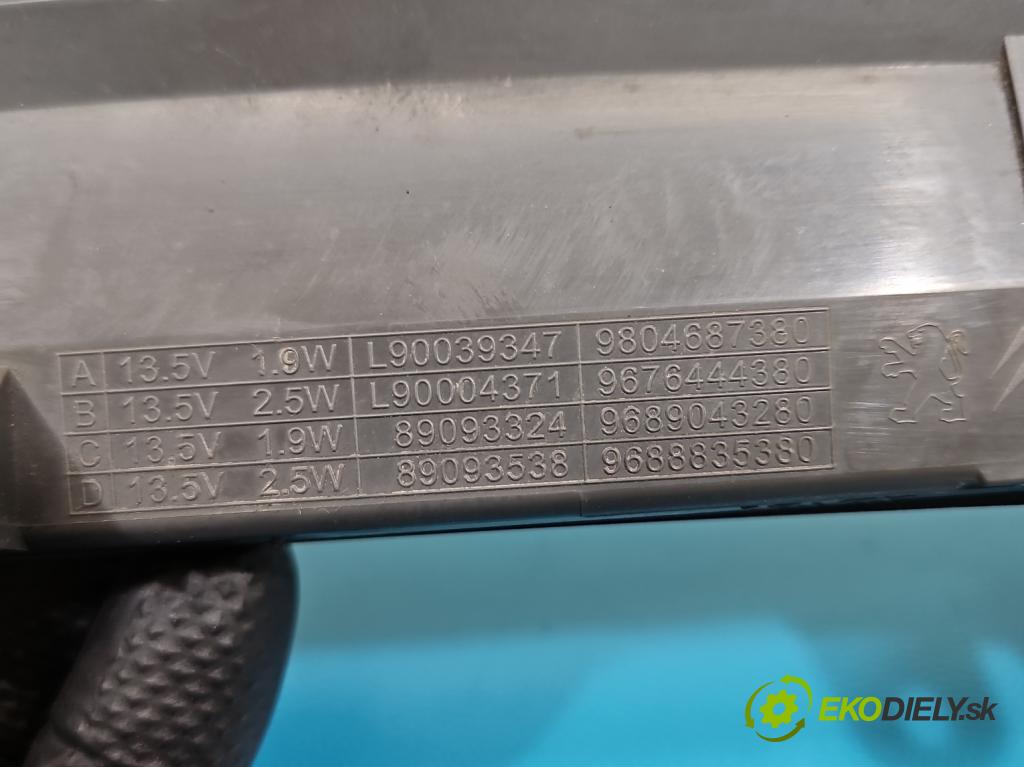 A 13.5V 1.9W L90039347 9804687380
B 13.5V 2.5W L90004371 9676444380
C 13.5V 1.9W 89093324 9689043280
D 13.5V 2.5W 89093538 9688835380
EKODIELY.sk